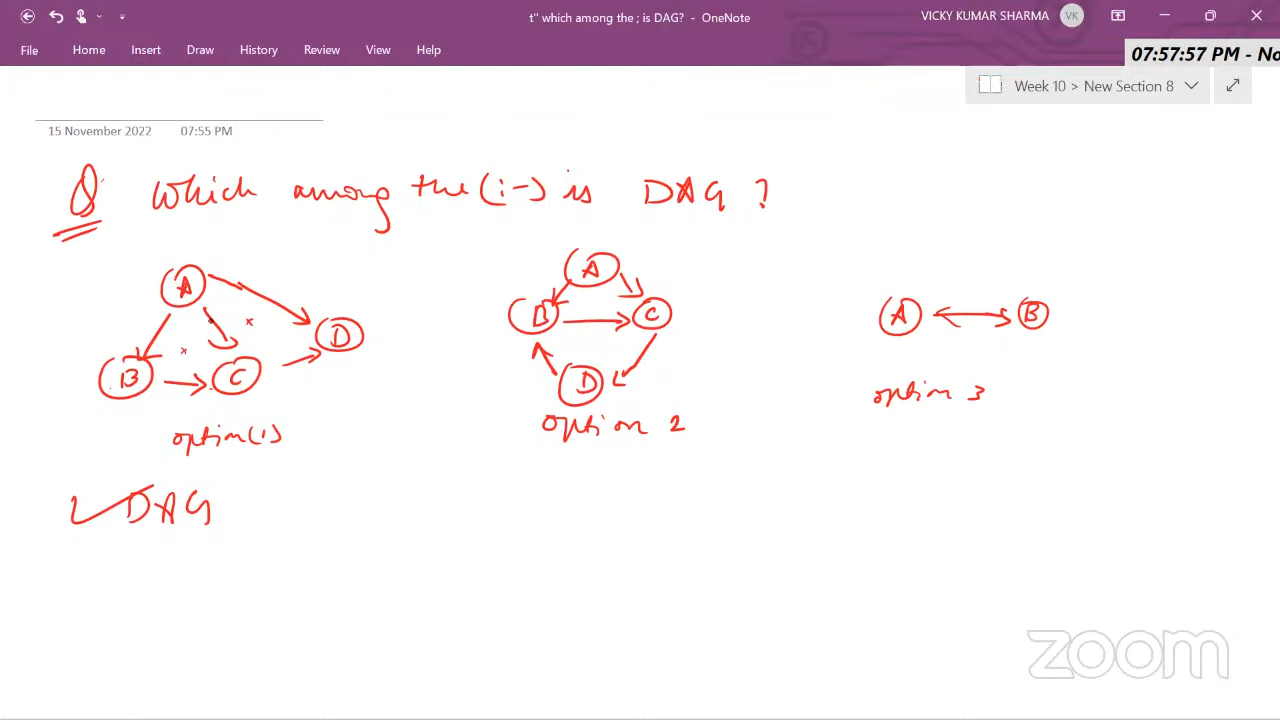 t" which among the ; is DAG? - OneNote
VICKY KUMAR SHARMA VK
File Home Insert Draw History Review View Help
07:57:57 PM - No
Week 10 > New Section 8
15 November 2022 07:55 PM
Q Which among the (i-) is DAG ?
A
B C D
option(1)
A
B C
D
option 2
A B
option 3
DAG
zoom